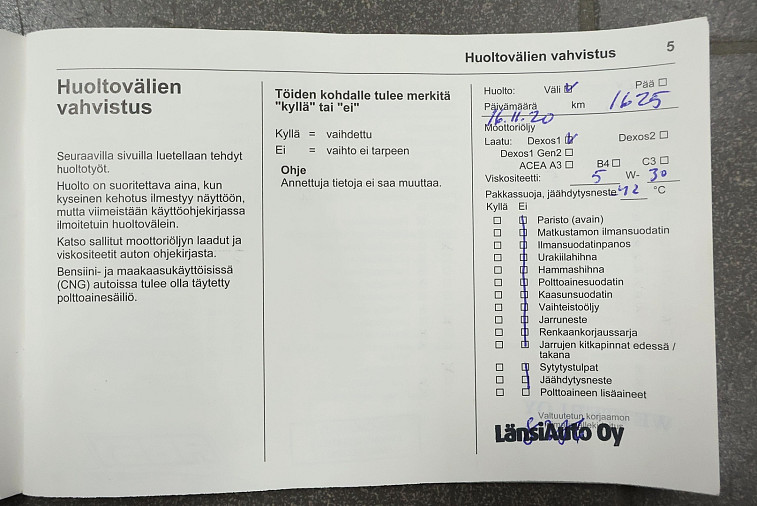 Huoltovälien vahvistus 5
Huoltovälien
vahvistus
Seuraavilla sivuilla luetellaan tehdyt
huoltotyöt.
Huolto on suoritettava aina, kun
kyseinen kehotus ilmestyy näyttöön,
mutta viimeistään käyttöohjekirjassa
ilmoitetuin huoltovälein.
Katso sallitut moottoriöljyn laadut ja
viskositeetit auton ohjekirjasta.
Bensiini- ja maakaasukäyttöisissä
(CNG) autoissa tulee olla täytetty
polttoainesäiliö.
Töiden kohdalle tulee merkitä
"kyllä" tai "ei"
Kyllä = vaihdettu
Ei = vaihto ei tarpeen
Ohje
Annettuja tietoja ei saa muuttaa.
Huolto: Väli Pää
Päivämäärä km 1625
16.11.20
Moottoriöljy
Laatu: Dexos1 Dexos2
Dexos1 Gen2
ACEA A3 B4 C3
Viskositeetti: 5 W- 30
Pakkassuoja, jäähdytysneste -42 °C
Kyllä Ei
Paristo (avain)
Matkustamon ilmansuodatin
Ilmansuodatinpanos
Urakiilahihna
Hammashihna
Polttoainesuodatin
Kaasunsuodatin
Vaihteistoöljy
Jarruneste
Renkaankorjaussarja
Jarrujen kitkapinnat edessä /
takana
Sytytystulpat
Jäähdytysneste
Polttoaineen lisäaineet
Valtuutetun korjaamon
LänsiAuto Oy